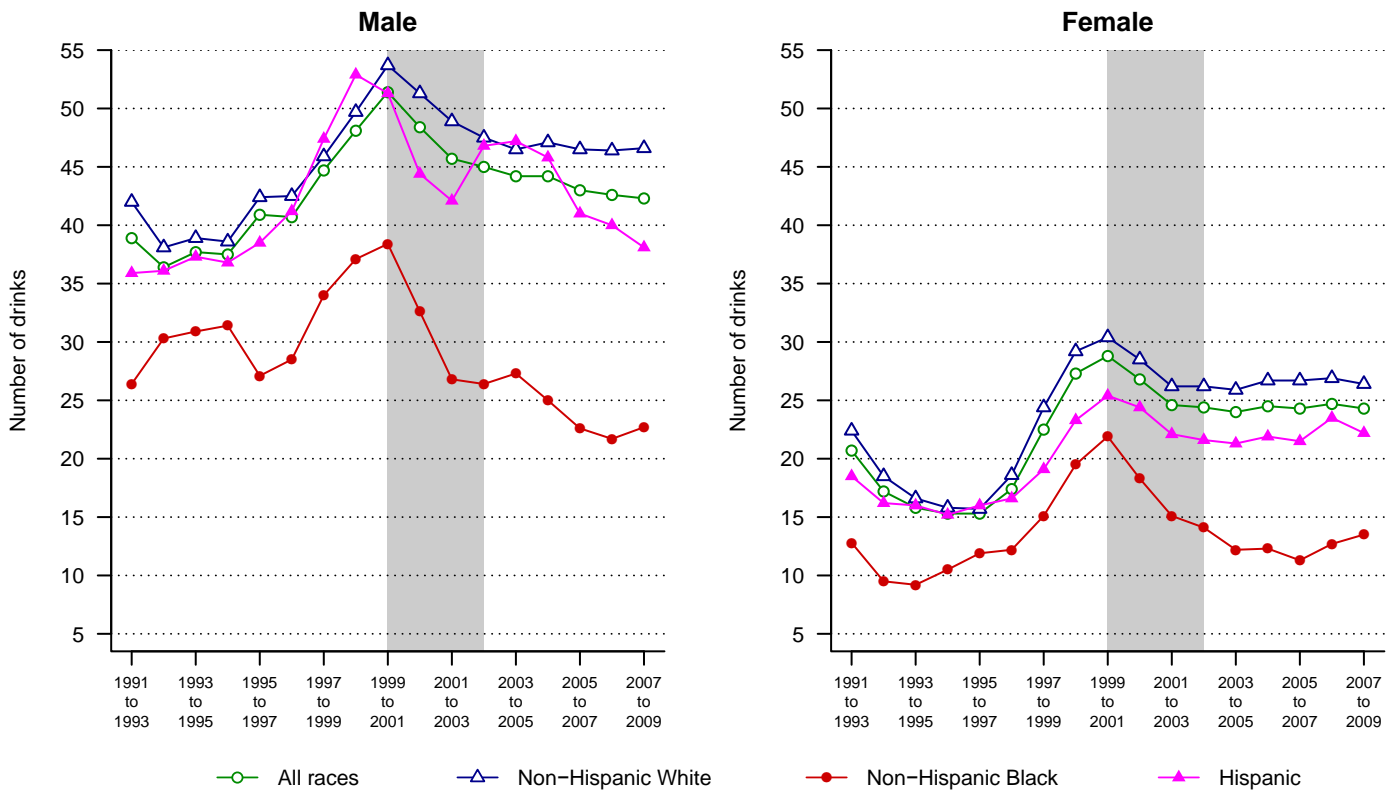 Male
Female
Number of drinks
55
50
45
40
35
30
25
20
15
10
5
1991 to 1993
1993 to 1995
1995 to 1997
1997 to 1999
1999 to 2001
2001 to 2003
2003 to 2005
2005 to 2007
2007 to 2009
Number of drinks
55
50
45
40
35
30
25
20
15
10
5
1991 to 1993
1993 to 1995
1995 to 1997
1997 to 1999
1999 to 2001
2001 to 2003
2003 to 2005
2005 to 2007
2007 to 2009
All races
Non−Hispanic White
Non−Hispanic Black
Hispanic